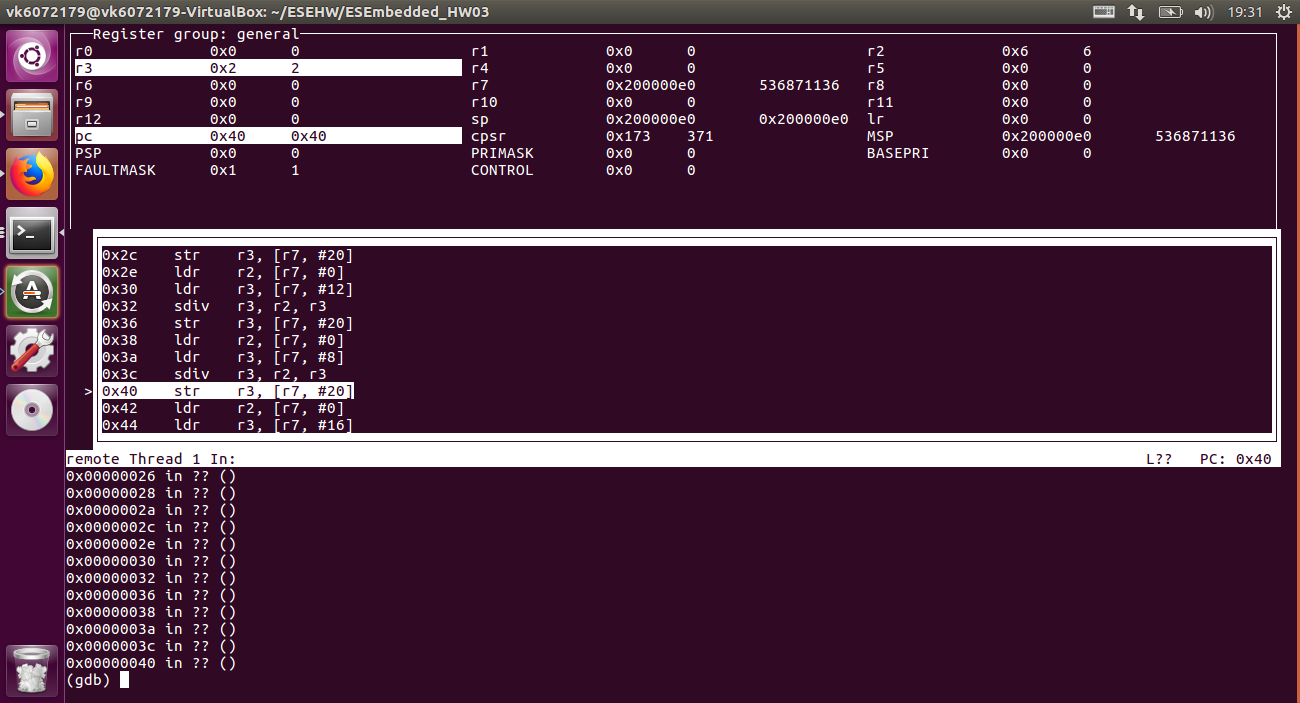 vk6072179@vk6072179-VirtualBox: ~/ESEHW/ESEmbedded_HW03 19:31
Register group: general
r0 0x0 0 r1 0x0 0 r2 0x6 6
r3 0x2 2 r4 0x0 0 r5 0x0 0
r6 0x0 0 r7 0x200000e0 536871136 r8 0x0 0
r9 0x0 0 r10 0x0 0 r11 0x0 0
r12 0x0 0 sp 0x200000e0 0x200000e0 lr 0x0 0
pc 0x40 0x40 cpsr 0x173 371 MSP 0x200000e0 536871136
PSP 0x0 0 PRIMASK 0x0 0 BASEPRI 0x0 0
FAULTMASK 0x1 1 CONTROL 0x0 0
0x2c str r3, [r7, #20]
0x2e ldr r2, [r7, #0]
0x30 ldr r3, [r7, #12]
0x32 sdiv r3, r2, r3
0x36 str r3, [r7, #20]
0x38 ldr r2, [r7, #0]
0x3a ldr r3, [r7, #8]
0x3c sdiv r3, r2, r3
>0x40 str r3, [r7, #20]
0x42 ldr r2, [r7, #0]
0x44 ldr r3, [r7, #16]
remote Thread 1 In: L?? PC: 0x40
0x00000026 in ?? ()
0x00000028 in ?? ()
0x0000002a in ?? ()
0x0000002c in ?? ()
0x0000002e in ?? ()
0x00000030 in ?? ()
0x00000032 in ?? ()
0x00000036 in ?? ()
0x00000038 in ?? ()
0x0000003a in ?? ()
0x0000003c in ?? ()
0x00000040 in ?? ()
(gdb)